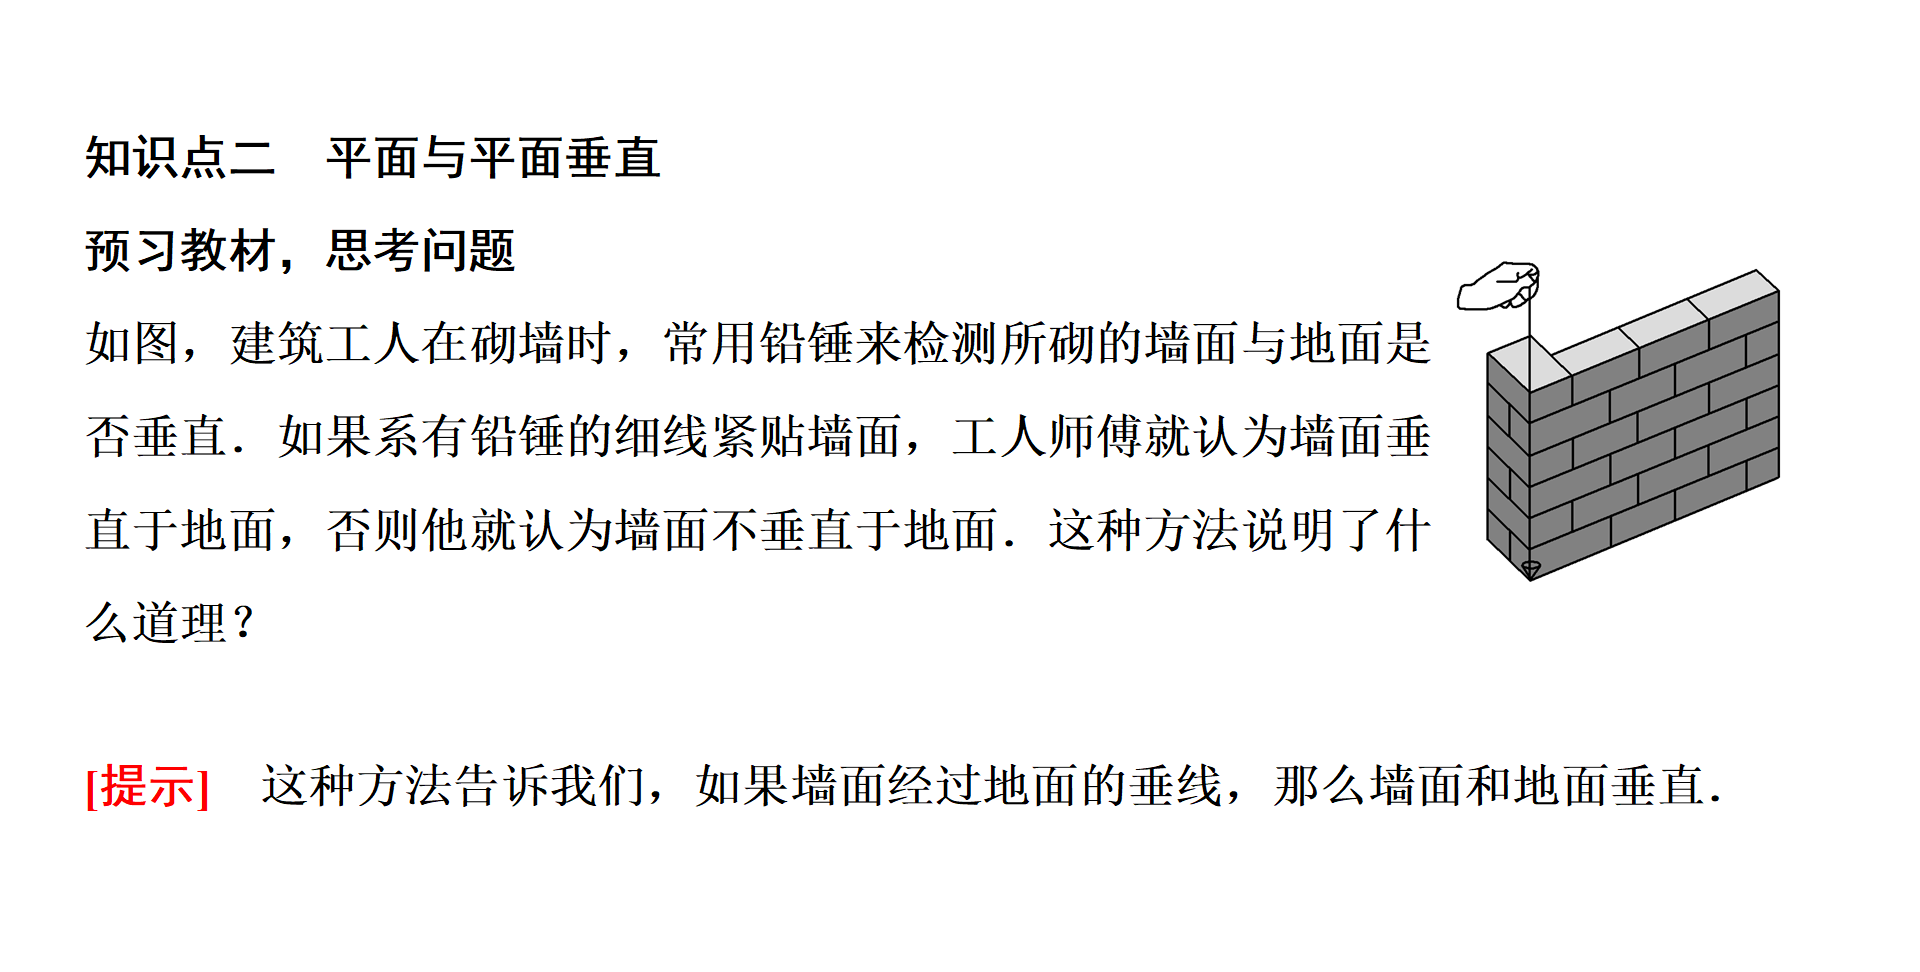 知识点二　平面与平面垂直
预习教材，思考问题
如图，建筑工人在砌墙时，常用铅锤来检测所砌的墙面与地面是
否垂直．如果系有铅锤的细线紧贴墙面，工人师傅就认为墙面垂
直于地面，否则他就认为墙面不垂直于地面．这种方法说明了什
么道理？
[提示]　这种方法告诉我们，如果墙面经过地面的垂线，那么墙面和地面垂直．